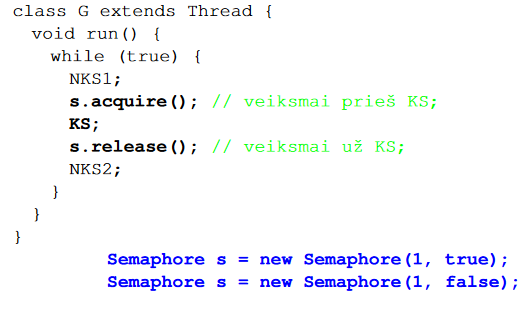 class G extends Thread {
void run() {
while (true) {
NKS1;
s.acquire(); // veiksmai prieš KS;
KS;
s.release(); // veiksmai už KS;
NKS2;
}
}
}
Semaphore s = new Semaphore(1, true);
Semaphore s = new Semaphore(1, false);